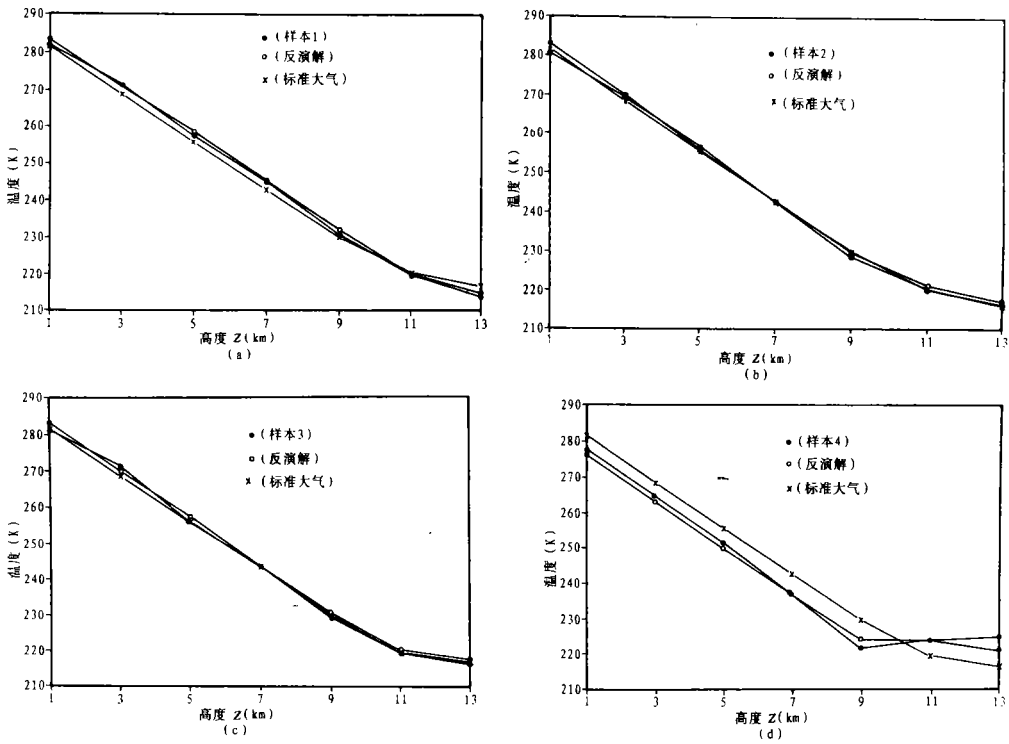 290
280
270
260
250
240
230
220
210
温度(K)
• (样本1)
○ (反演解)
× (标准大气)
1 3 5 7 9 11 13
高度 Z(km)
(a)
290
280
270
260
250
240
230
220
210
温度(K)
• (样本2)
○ (反演解)
× (标准大气)
1 3 5 7 9 11 13
高度 Z(km)
(b)
290
280
270
260
250
240
230
220
210
温度(K)
• (样本3)
○ (反演解)
× (标准大气)
1 3 5 7 9 11 13
高度 Z(km)
(c)
290
280
270
260
250
240
230
220
210
温度(K)
• (样本4)
○ (反演解)
× (标准大气)
1 3 5 7 9 11 13
高度 Z(km)
(d)